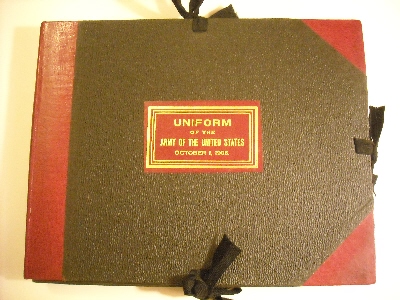 UNIFORM
OF THE
ARMY OF THE UNITED STATES
OCTOBER 1, 1908.